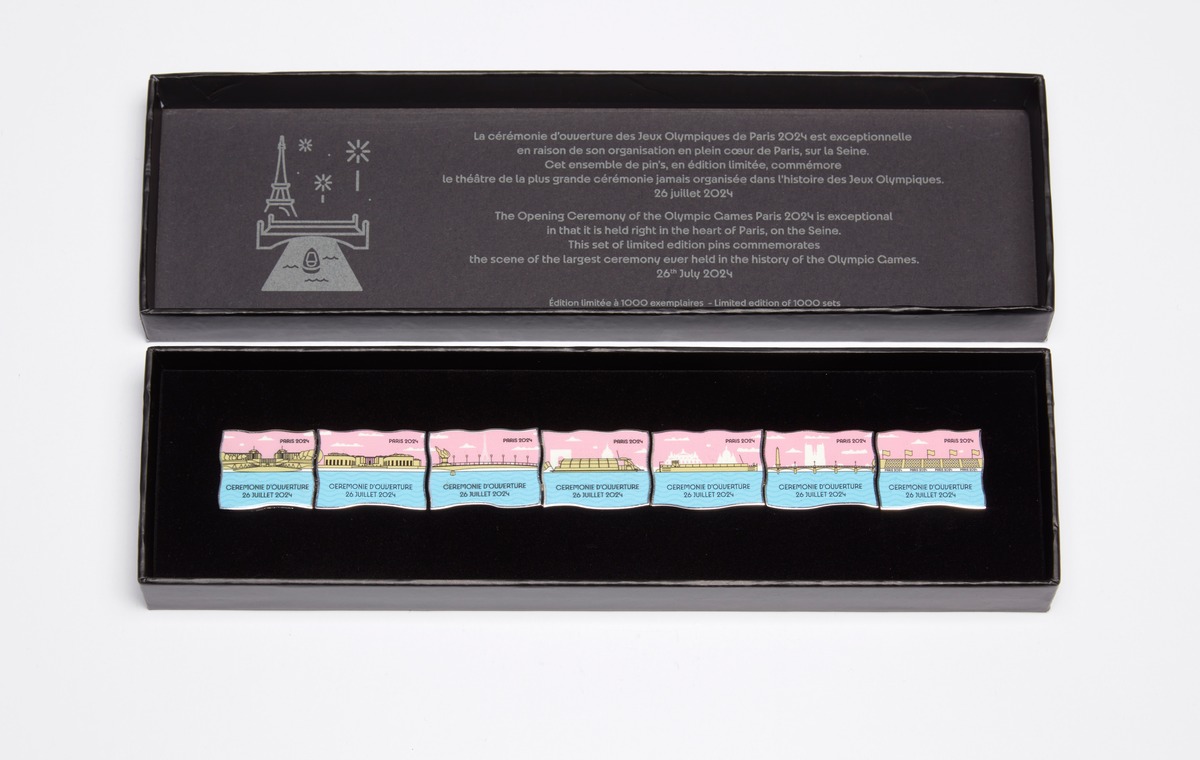 La cérémonie d'ouverture des Jeux Olympiques de Paris 2024 est exceptionnelle
en raison de son organisation en plein cœur de Paris, sur la Seine.
Cet ensemble de pin's, en édition limitée, commémore
le théâtre de la plus grande cérémonie jamais organisée dans l'histoire des Jeux Olympiques.
26 juillet 2024
The Opening Ceremony of the Olympic Games Paris 2024 is exceptional
in that it is held right in the heart of Paris, on the Seine.
This set of limited edition pins commemorates
the scene of the largest ceremony ever held in the history of the Olympic Games.
26th July 2024
Édition limitée à 1000 exemplaires - Limited edition of 1000 sets
PARIS 2024
CÉRÉMONIE D'OUVERTURE
26 JUILLET 2024
PARIS 2024
CÉRÉMONIE D'OUVERTURE
26 JUILLET 2024
PARIS 2024
CÉRÉMONIE D'OUVERTURE
26 JUILLET 2024
PARIS 2024
CÉRÉMONIE D'OUVERTURE
26 JUILLET 2024
PARIS 2024
CÉRÉMONIE D'OUVERTURE
26 JUILLET 2024
PARIS 2024
CÉRÉMONIE D'OUVERTURE
26 JUILLET 2024
PARIS 2024
CÉRÉMONIE D'OUVERTURE
26 JUILLET 2024